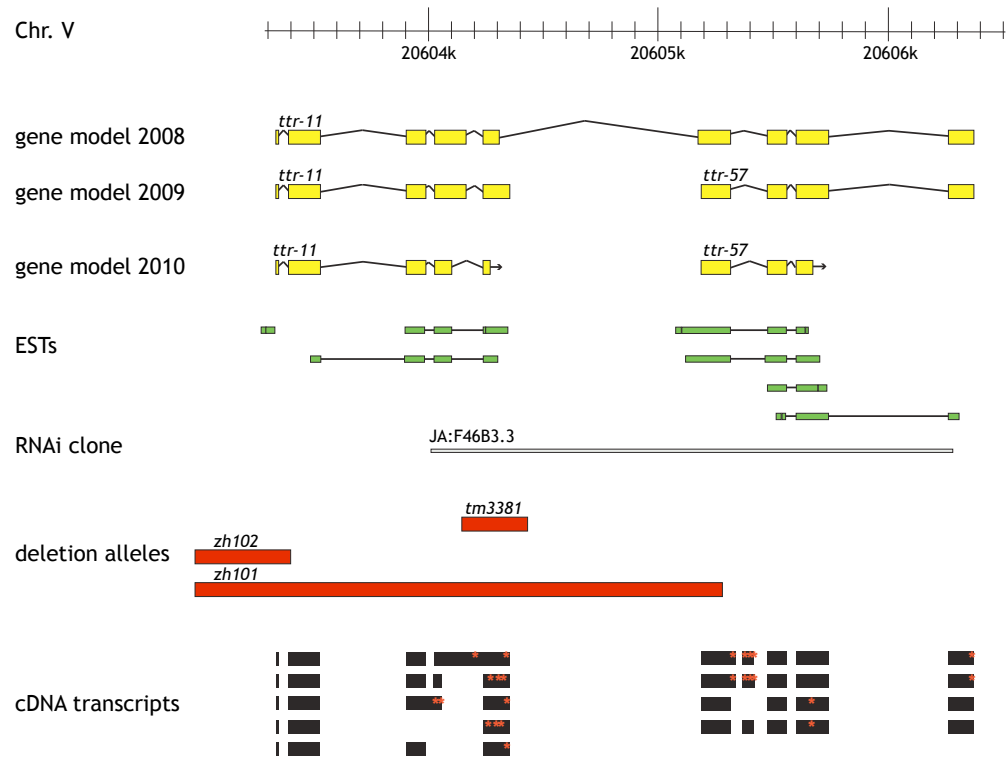 Chr. V
20604k 20605k 20606k
ttr-11
gene model 2008
ttr-11 ttr-57
gene model 2009
ttr-11 ttr-57
gene model 2010
ESTs
JA:F46B3.3
RNAi clone
tm3381
zh102
deletion alleles
zh101
* *
* *** *
* *** * *** *
cDNA transcripts
** * *
* ** *
*